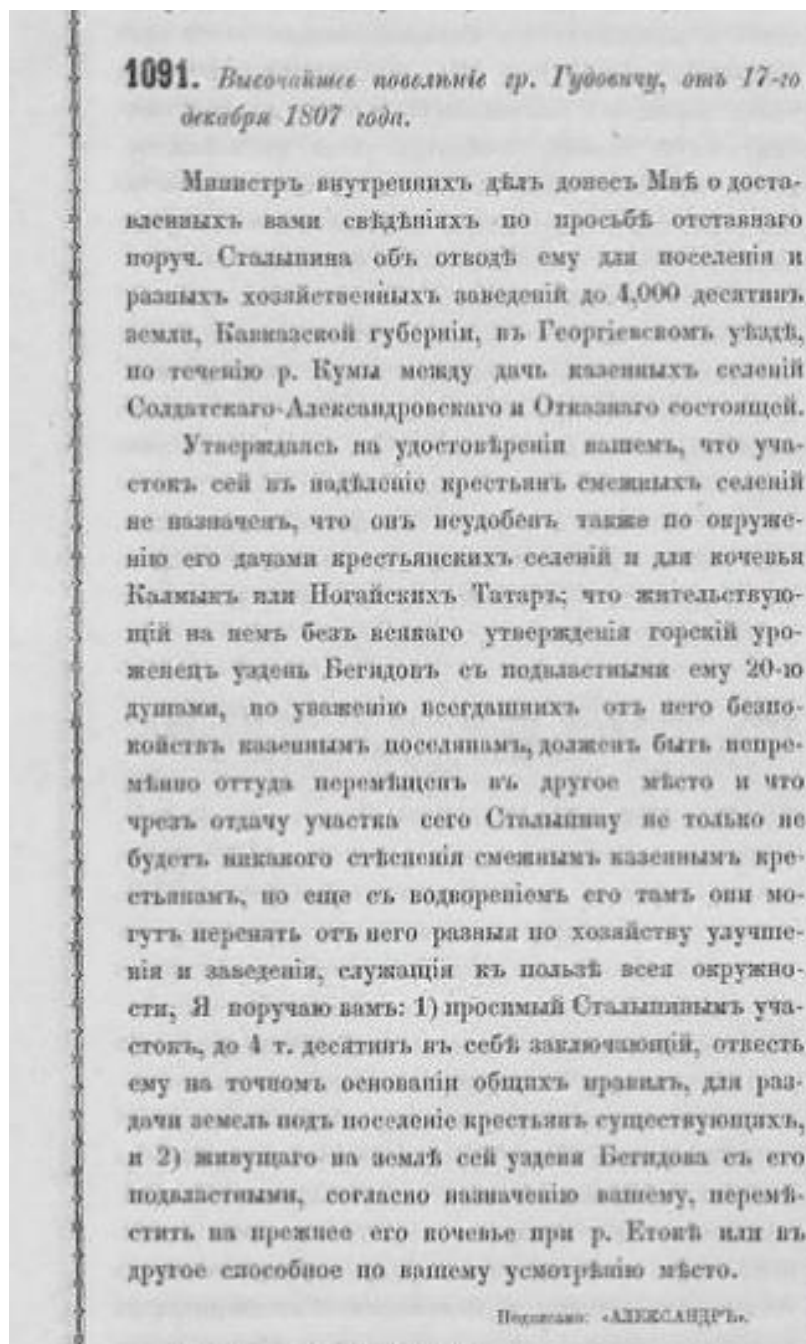 1091. Высочайшее повелѣніе гр. Гудовичу, отъ 17-го
декабря 1807 года.
Министръ внутреннихъ дѣлъ донесъ Мнѣ о доста-
вленныхъ вами свѣдѣніяхъ по просьбѣ отставнаго
поруч. Сталыпина объ отводѣ ему для поселенія и
разныхъ хозяйственныхъ заведеній до 4,000 десятинъ
земли, Кавказской губерніи, въ Георгіевскомъ уѣздѣ,
по теченію р. Кумы между дачъ казенныхъ селеній
Солдатскаго-Александровскаго и Отказнаго состоящей.
Утверждаясь на удостовѣреніи вашемъ, что уча-
стокъ сей въ надѣленіе крестьянъ смежныхъ селеній
не назначенъ, что онъ неудобенъ также по окруже-
нію его дачами крестьянскихъ селеній и для кочевья
Калмыкъ или Ногайскихъ Татаръ; что жительствую-
щій на немъ безъ всякаго утвержденія горскій уро-
женецъ уздень Бегидовъ съ подвластными ему 20-ю
душами, по уваженію всегдашнихъ отъ него безпо-
койствъ казеннымъ поселянамъ, долженъ быть непре-
мѣнно оттуда перемѣщенъ въ другое мѣсто и что
чрезъ отдачу участка сего Сталыпину не только не
будетъ никакого стѣсненія смежнымъ казеннымъ кре-
стьянамъ, но еще съ водвореніемъ его тамъ они мо-
гутъ перенять отъ него разныя по хозяйству улучше-
нія и заведенія, служащія къ пользѣ всея окружно-
сти, Я поручаю вамъ: 1) просимый Сталыпинымъ уча-
стокъ, до 4 т. десятинъ въ себѣ заключающій, отвесть
ему на точномъ основаніи общихъ правилъ, для раз-
дачи земель подъ поселеніе крестьянъ существующихъ,
и 2) живущаго на землѣ сей узденя Бегидова съ его
подвластными, согласно назначенію вашему, перемѣ-
стить на прежнее его кочевье при р. Етокѣ или въ
другое способное по вашему усмотрѣнію мѣсто.
Подписано: «АЛЕКСАНДРЪ».